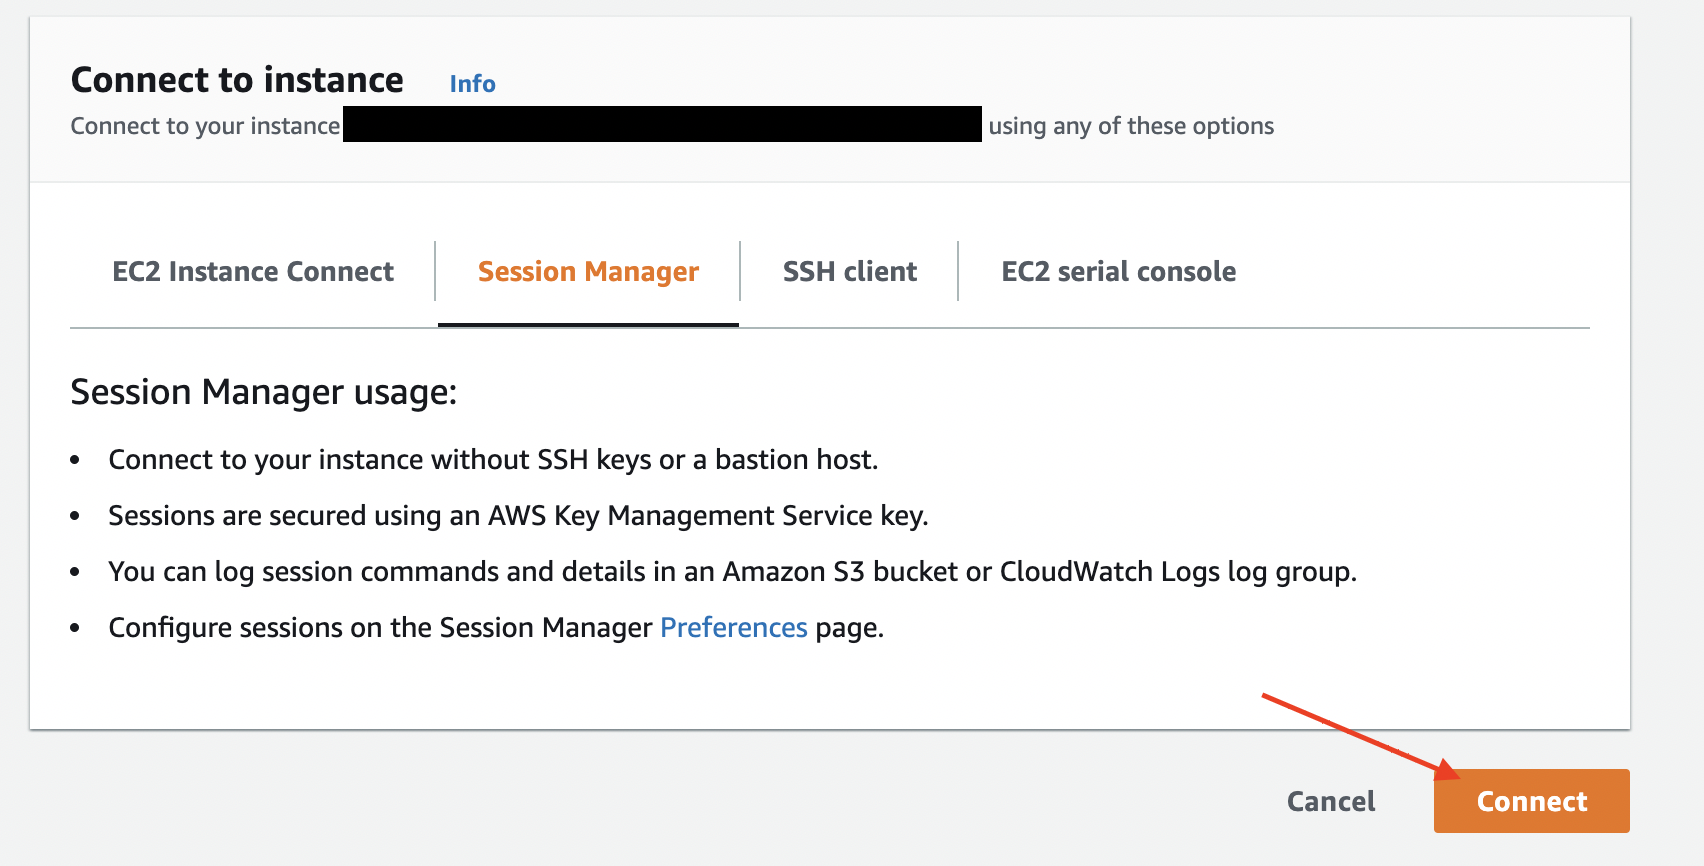 Connect to instance Info
Connect to your instance using any of these options
EC2 Instance Connect Session Manager SSH client EC2 serial console
Session Manager usage:
• Connect to your instance without SSH keys or a bastion host.
• Sessions are secured using an AWS Key Management Service key.
• You can log session commands and details in an Amazon S3 bucket or CloudWatch Logs log group.
• Configure sessions on the Session Manager Preferences page.
Cancel Connect